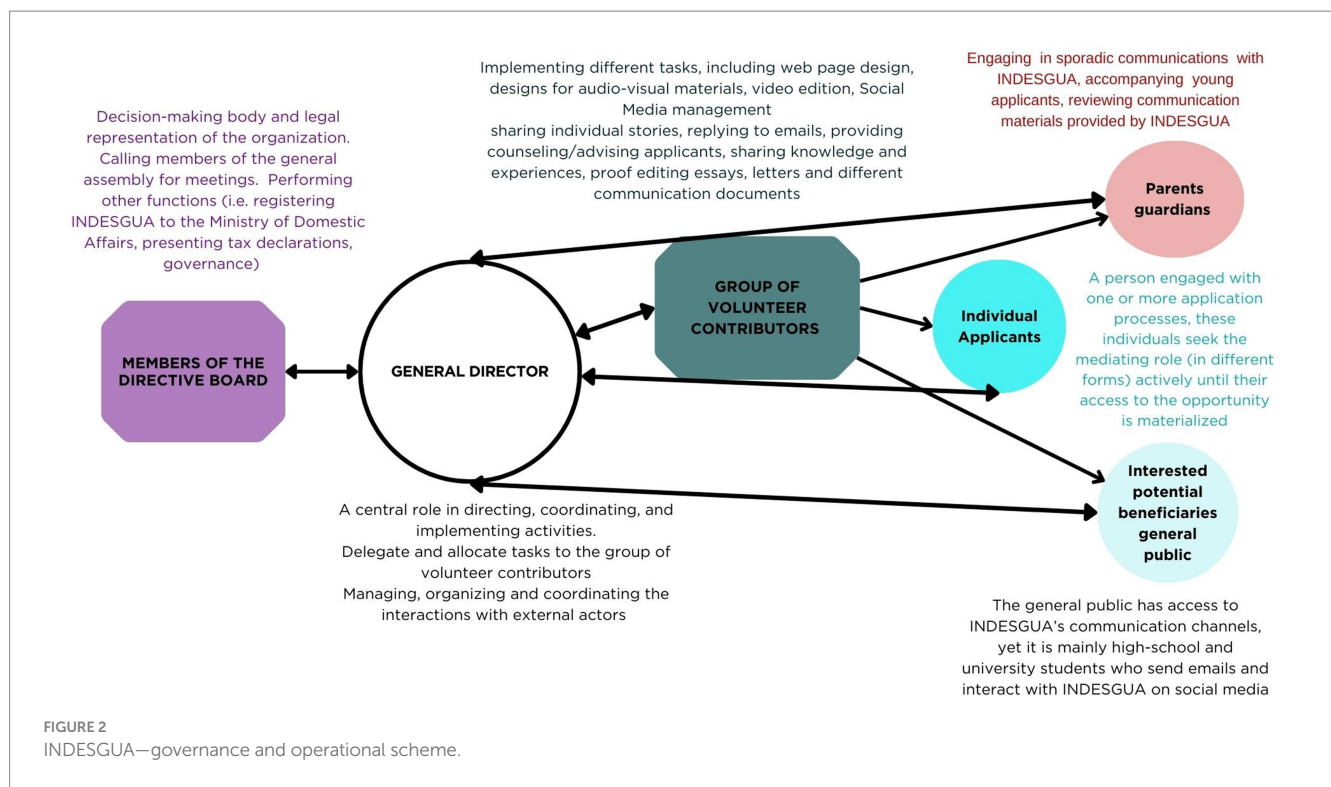 Decision-making body and legal
representation of the organization.
Calling members of the general
assembly for meetings. Performing
other functions (i.e. registering
INDESGUA to the Ministry of Domestic
Affairs, presenting tax declarations,
governance)
MEMBERS OF THE
DIRECTIVE BOARD
GENERAL DIRECTOR
A central role in directing, coordinating, and
implementing activities.
Delegate and allocate tasks to the group of
volunteer contributors
Managing, organizing and coordinating the
interactions with external actors
Implementing different tasks, including web page design,
designs for audio-visual materials, video edition, Social
Media management
sharing individual stories, replying to emails, providing
counseling/advising applicants, sharing knowledge and
experiences, proof editing essays, letters and different
communication documents
GROUP OF
VOLUNTEER
CONTRIBUTORS
Engaging in sporadic communications with
INDESGUA, accompanying young
applicants, reviewing communication
materials provided by INDESGUA
Parents
guardians
Individual
Applicants
A person engaged with
one or more application
processes, these
individuals seek the
mediating role (in different
forms) actively until their
access to the opportunity
is materialized
Interested
potential
beneficiaries
general
public
The general public has access to
INDESGUA's communication channels,
yet it is mainly high-school and
university students who send emails and
interact with INDESGUA on social media
FIGURE 2
INDESGUA—governance and operational scheme.